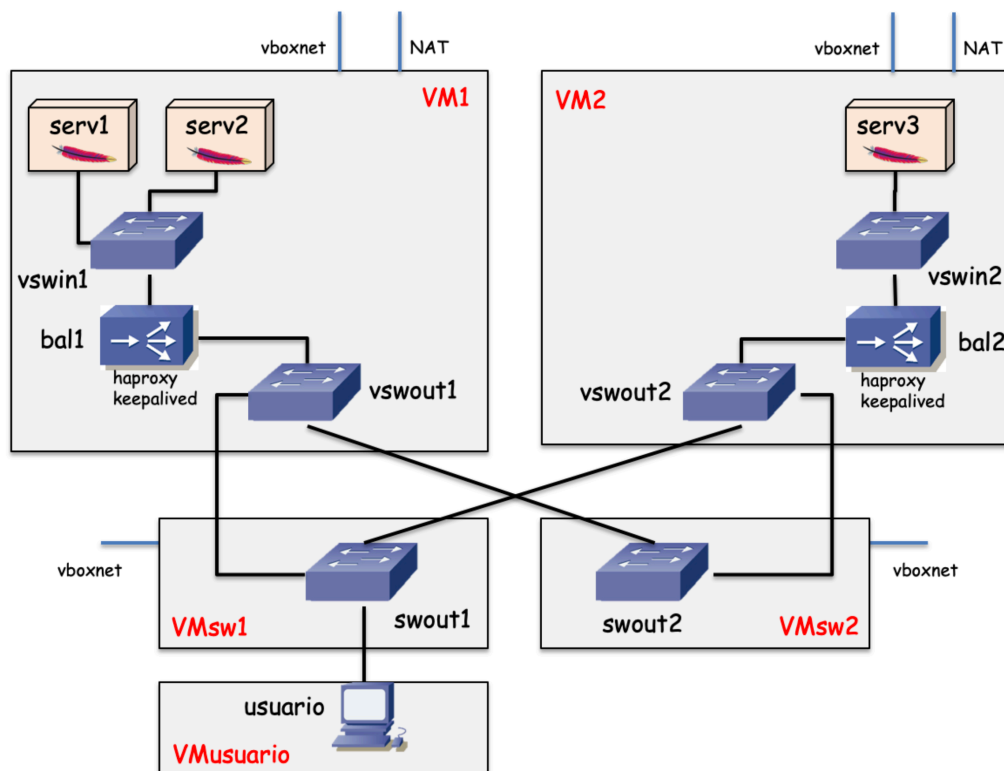 vboxnet
NAT
vboxnet
NAT
VM1
VM2
serv1
serv2
serv3
vswin1
vswin2
bal1
bal2
haproxy
keepalived
haproxy
keepalived
vswout1
vswout2
vboxnet
vboxnet
swout1
swout2
VMsw1
VMsw2
usuario
VMusuario